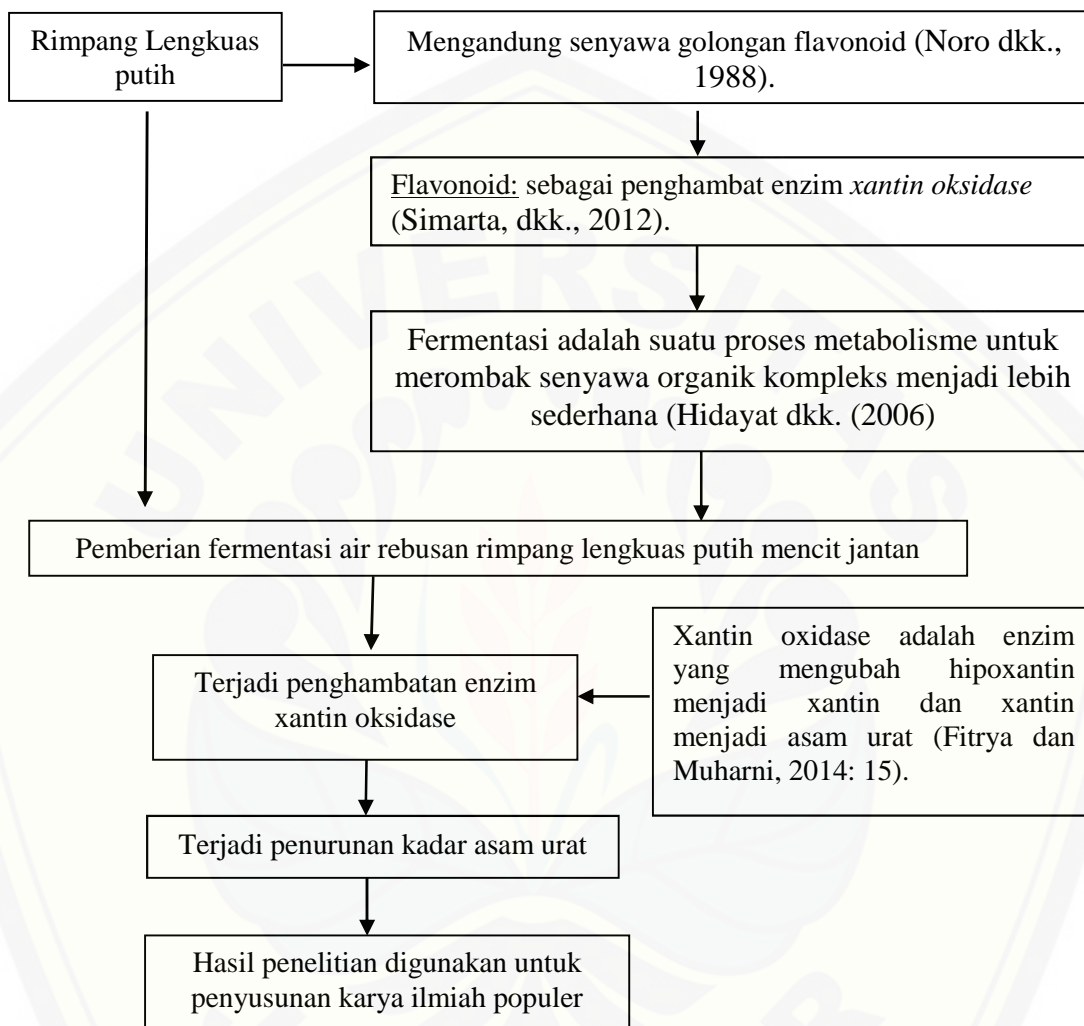 Rimpang Lengkuas
putih
Mengandung senyawa golongan flavonoid (Noro dkk.,
1988).
Flavonoid: sebagai penghambat enzim xantin oksidase
(Simarta, dkk., 2012).
Fermentasi adalah suatu proses metabolisme untuk
merombak senyawa organik kompleks menjadi lebih
sederhana (Hidayat dkk. (2006)
Pemberian fermentasi air rebusan rimpang lengkuas putih mencit jantan
Terjadi penghambatan enzim
xantin oksidase
Xantin oxidase adalah enzim
yang mengubah hipoxantin
menjadi xantin dan xantin
menjadi asam urat (Fitrya dan
Muharni, 2014: 15).
Terjadi penurunan kadar asam urat
Hasil penelitian digunakan untuk
penyusunan karya ilmiah populer
UNIVERSITAS